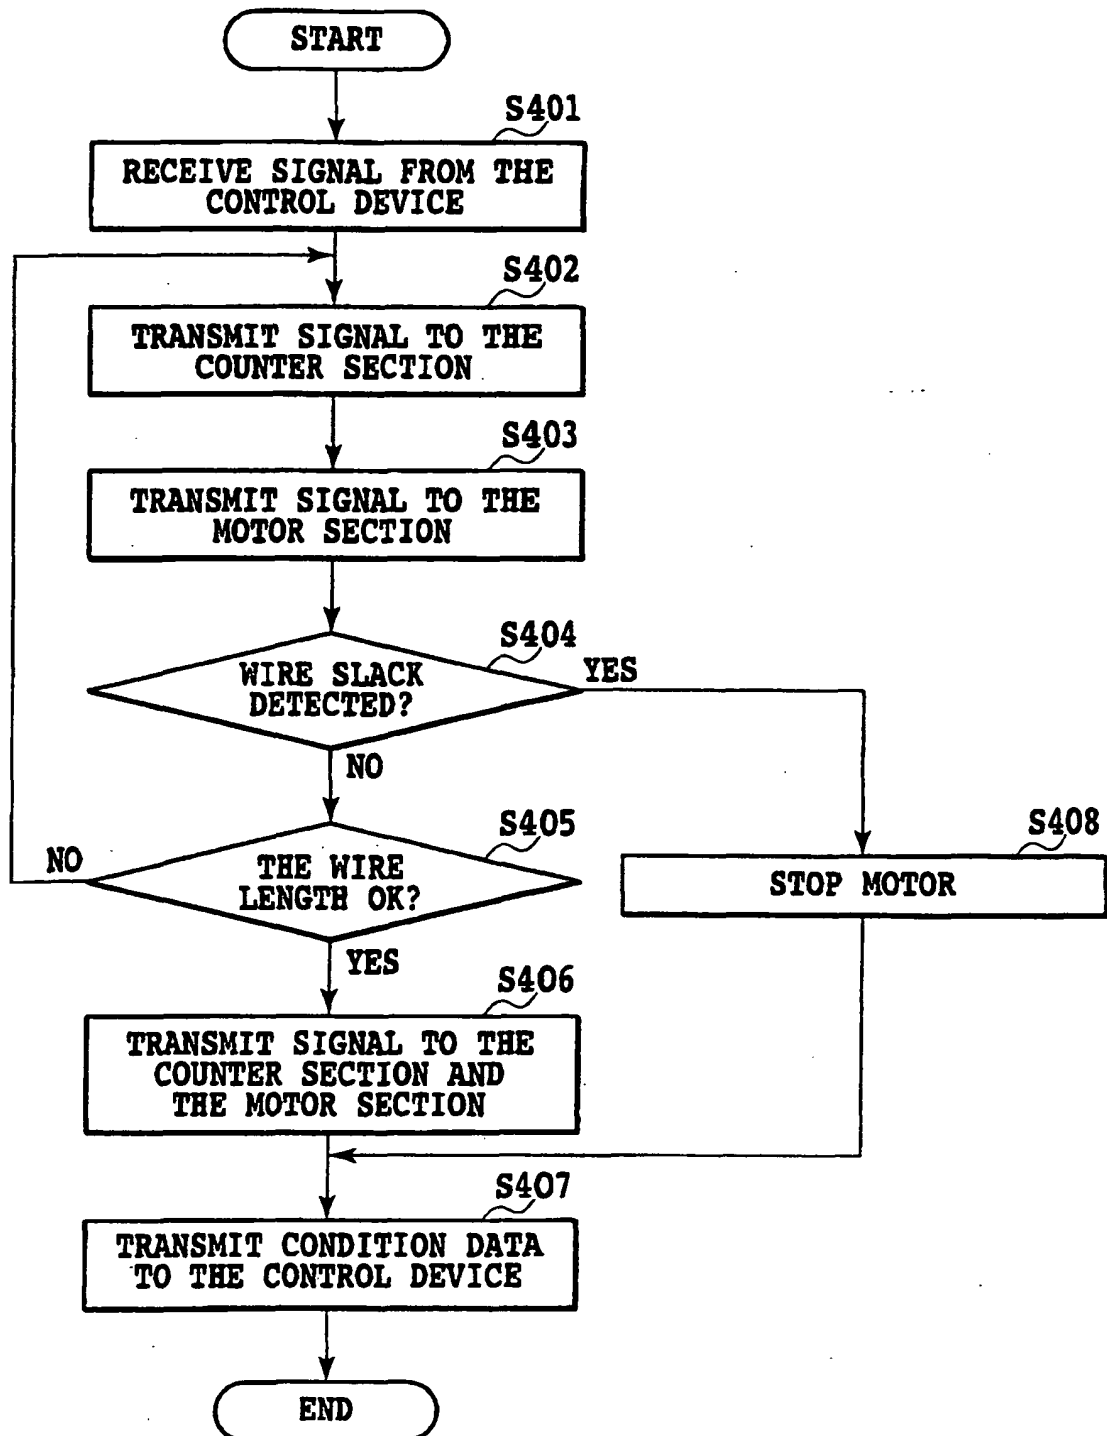 START
S401
RECEIVE SIGNAL FROM THE
CONTROL DEVICE
S402
TRANSMIT SIGNAL TO THE
COUNTER SECTION
S403
TRANSMIT SIGNAL TO THE
MOTOR SECTION
S404
WIRE SLACK
DETECTED?
YES
NO
S405
THE WIRE
LENGTH OK?
NO
YES
S408
STOP MOTOR
S406
TRANSMIT SIGNAL TO THE
COUNTER SECTION AND
THE MOTOR SECTION
S407
TRANSMIT CONDITION DATA
TO THE CONTROL DEVICE
END